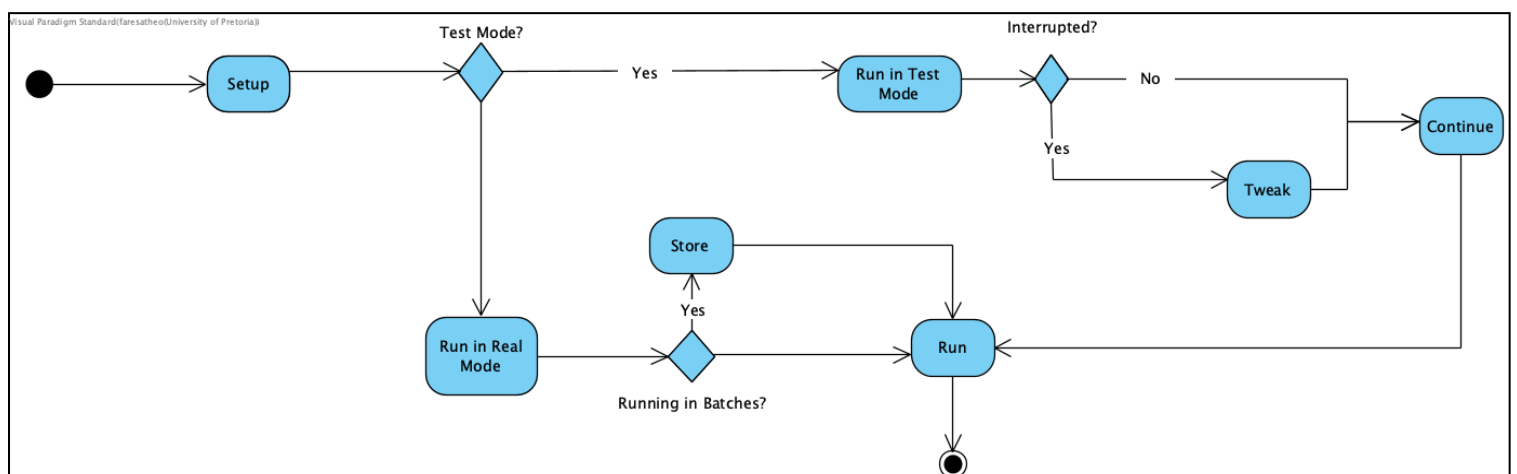 Visual Paradigm Standard(faresatheo(University of Pretoria))
Test Mode?
Interrupted?
Setup
Yes
Run in Test
Mode
No
Continue
Yes
Tweak
Store
Yes
Run in Real
Mode
Run
Running in Batches?